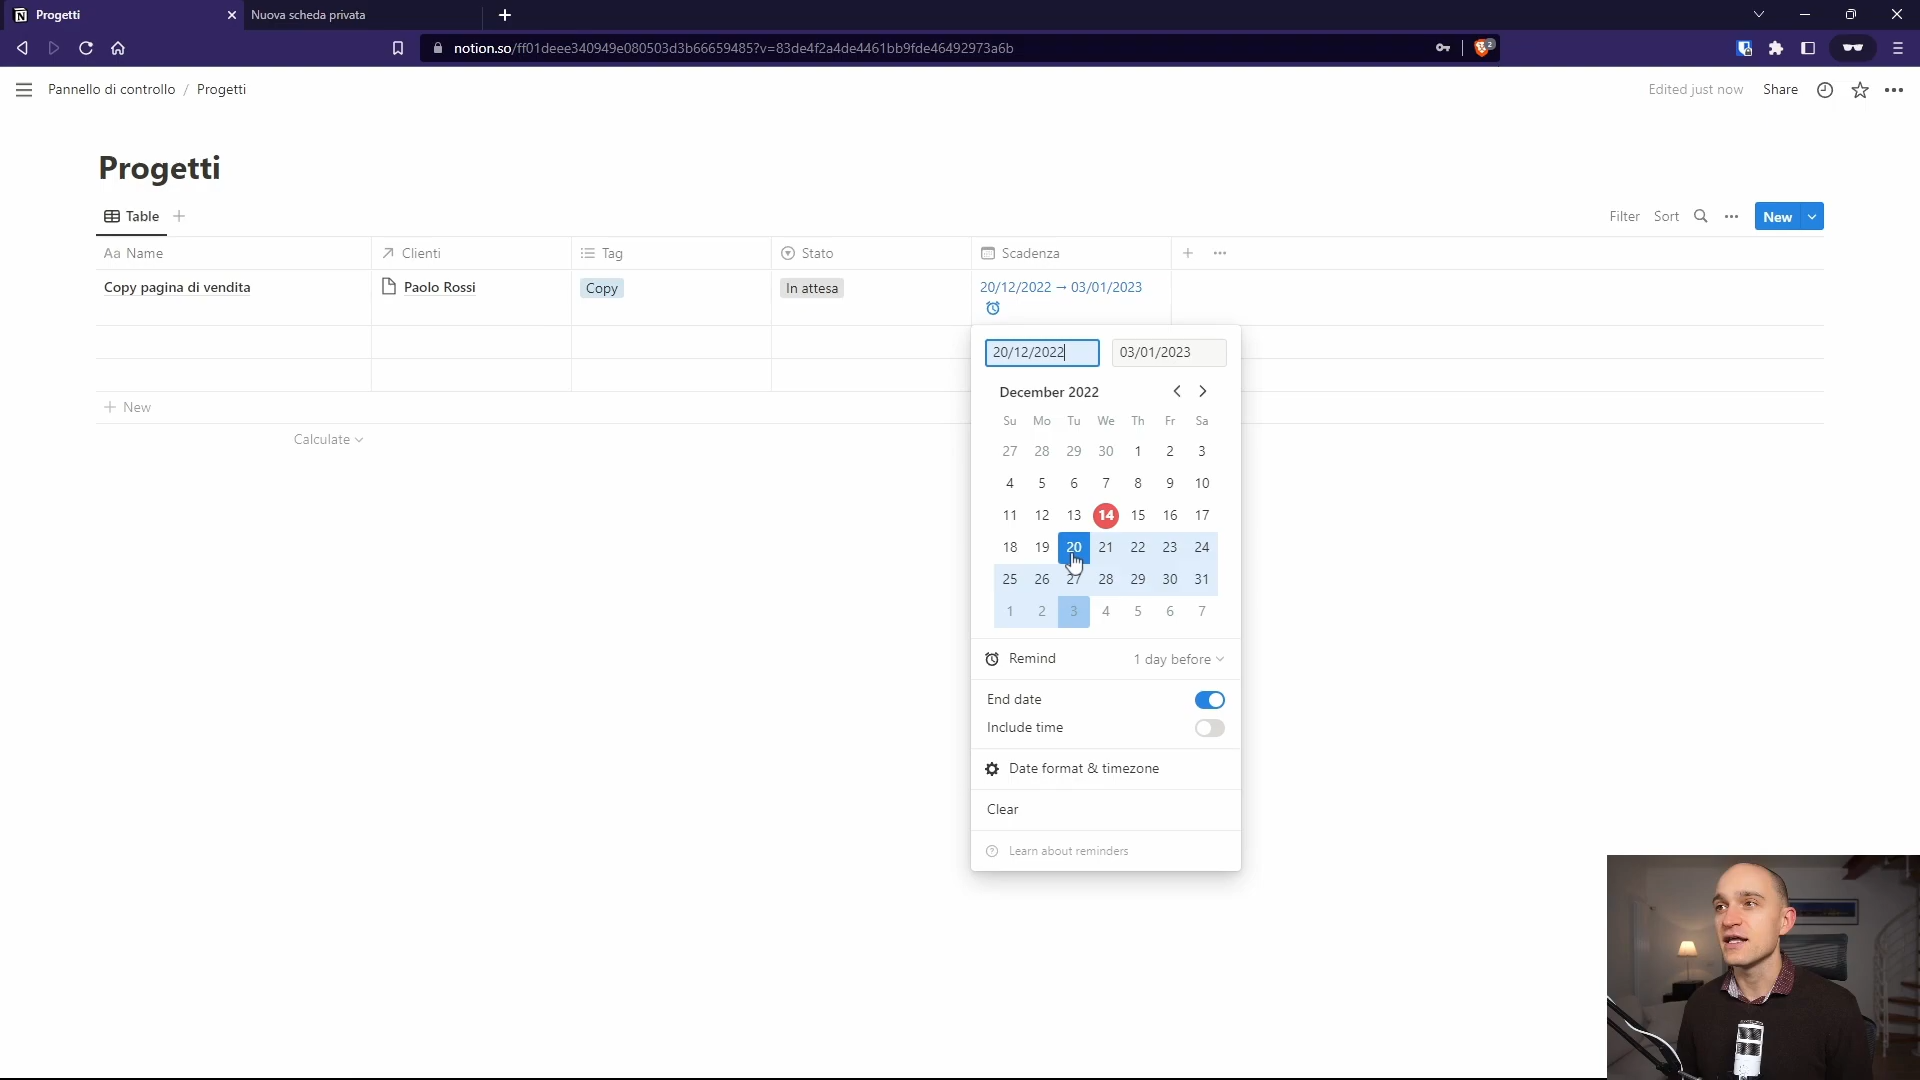 Progetti
Nuova scheda privata
notion.so/ff01deee340949e080503d3b66659485?v=83de4f2a4de4461bb9fde46492973a6b
2
Pannello di controllo / Progetti
Edited just now
Share
Progetti
Table
Filter
Sort
New
Aa Name
Clienti
Tag
Stato
Scadenza
Copy pagina di vendita
Paolo Rossi
Copy
In attesa
20/12/2022 → 03/01/2023
20/12/2022
03/01/2023
+ New
Calculate
December 2022
Su Mo Tu We Th Fr Sa
27 28 29 30 1 2 3
4 5 6 7 8 9 10
11 12 13 14 15 16 17
18 19 20 21 22 23 24
25 26 27 28 29 30 31
1 2 3 4 5 6 7
Remind
1 day before
End date
Include time
Date format & timezone
Clear
Learn about reminders